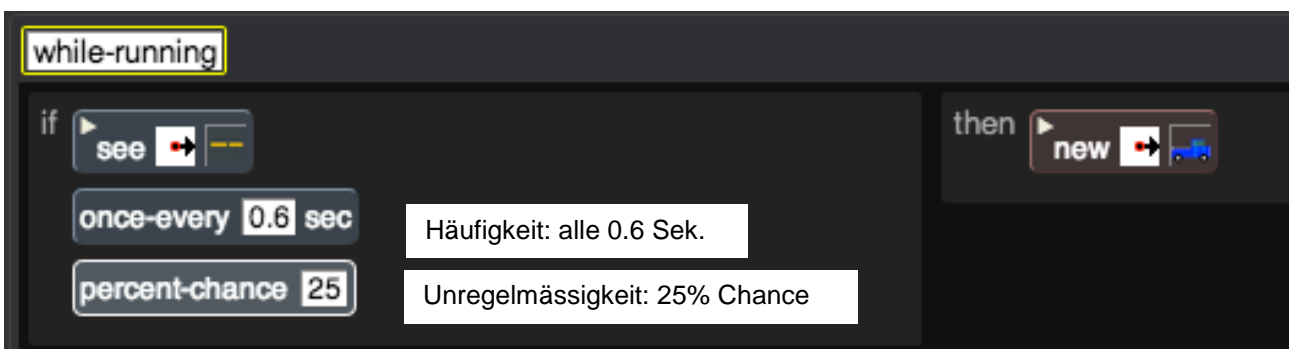 while-running
if see then new
once-every 0.6 sec Häufigkeit: alle 0.6 Sek.
percent-chance 25 Unregelmässigkeit: 25% Chance